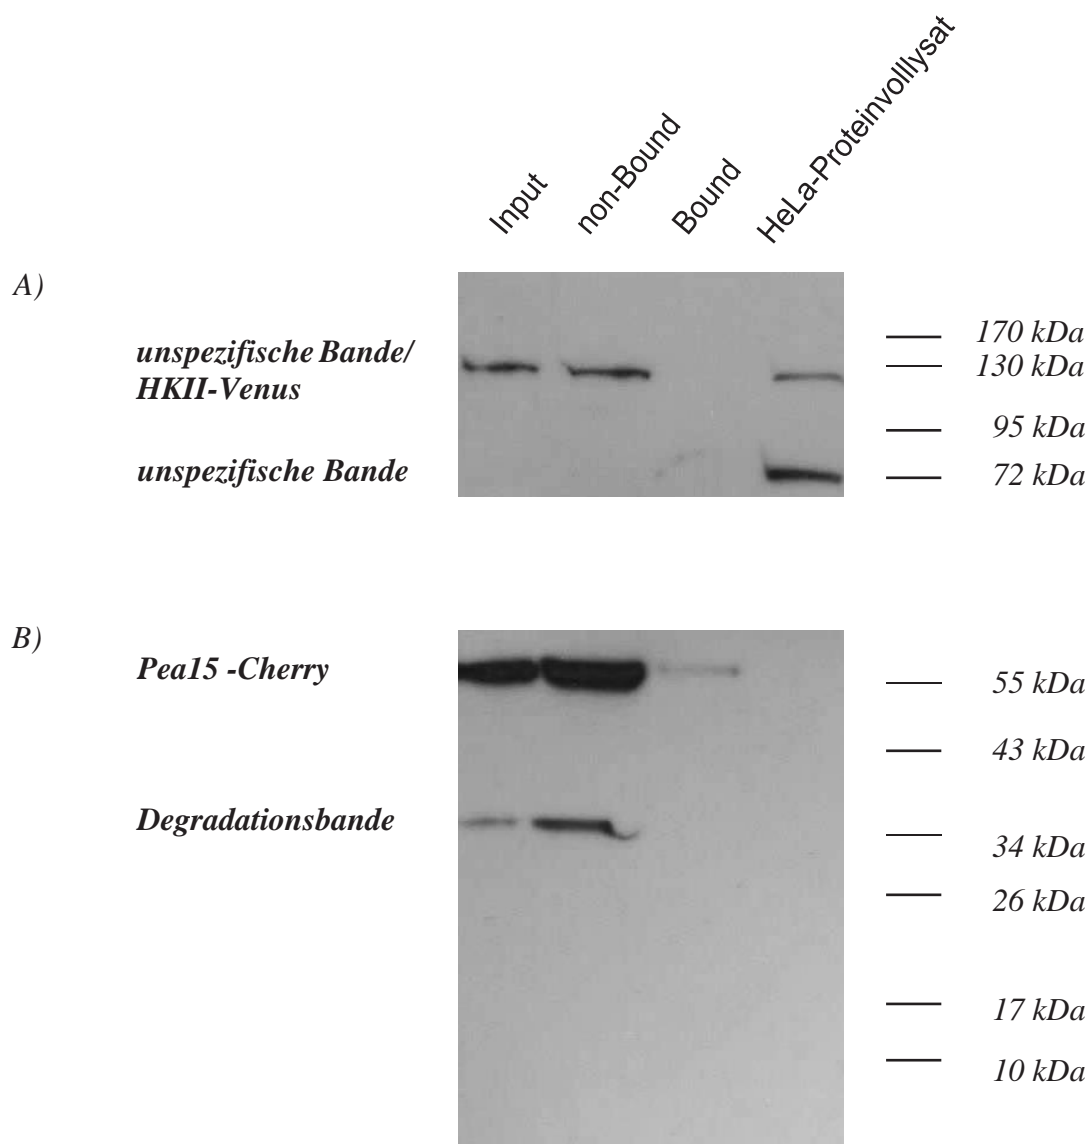 Input
non-Bound
Bound
HeLa-Proteinvolllysat
A)
unspezifische Bande/
HKII-Venus
unspezifische Bande
170 kDa
130 kDa
95 kDa
72 kDa
B)
Pea15 -Cherry
Degradationsbande
55 kDa
43 kDa
34 kDa
26 kDa
17 kDa
10 kDa